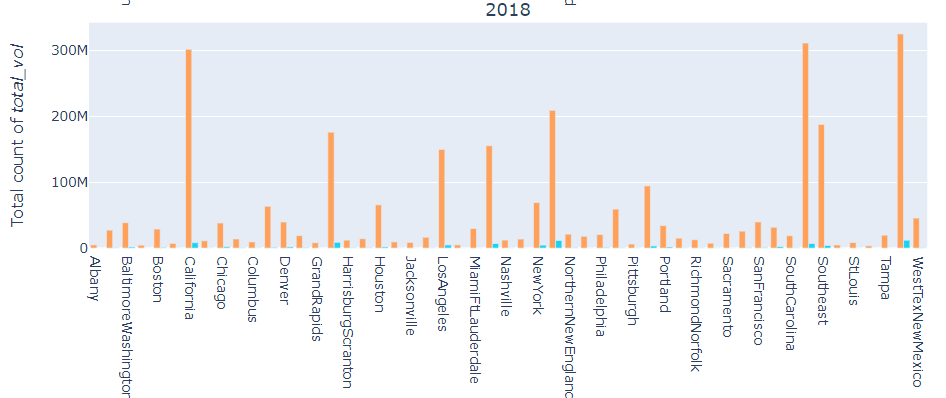 2018
Total count of total_vol
300M
200M
100M
0
Albany
BaltimoreWashington
Boston
California
Chicago
Columbus
Denver
GrandRapids
HarrisburgScranton
Houston
Jacksonville
LosAngeles
MiamiFtLauderdale
Nashville
NewYork
NorthernNewEngland
Philadelphia
Pittsburgh
Portland
RichmondNorfolk
Sacramento
SanFrancisco
SouthCarolina
Southeast
StLouis
Tampa
WestTexNewMexico